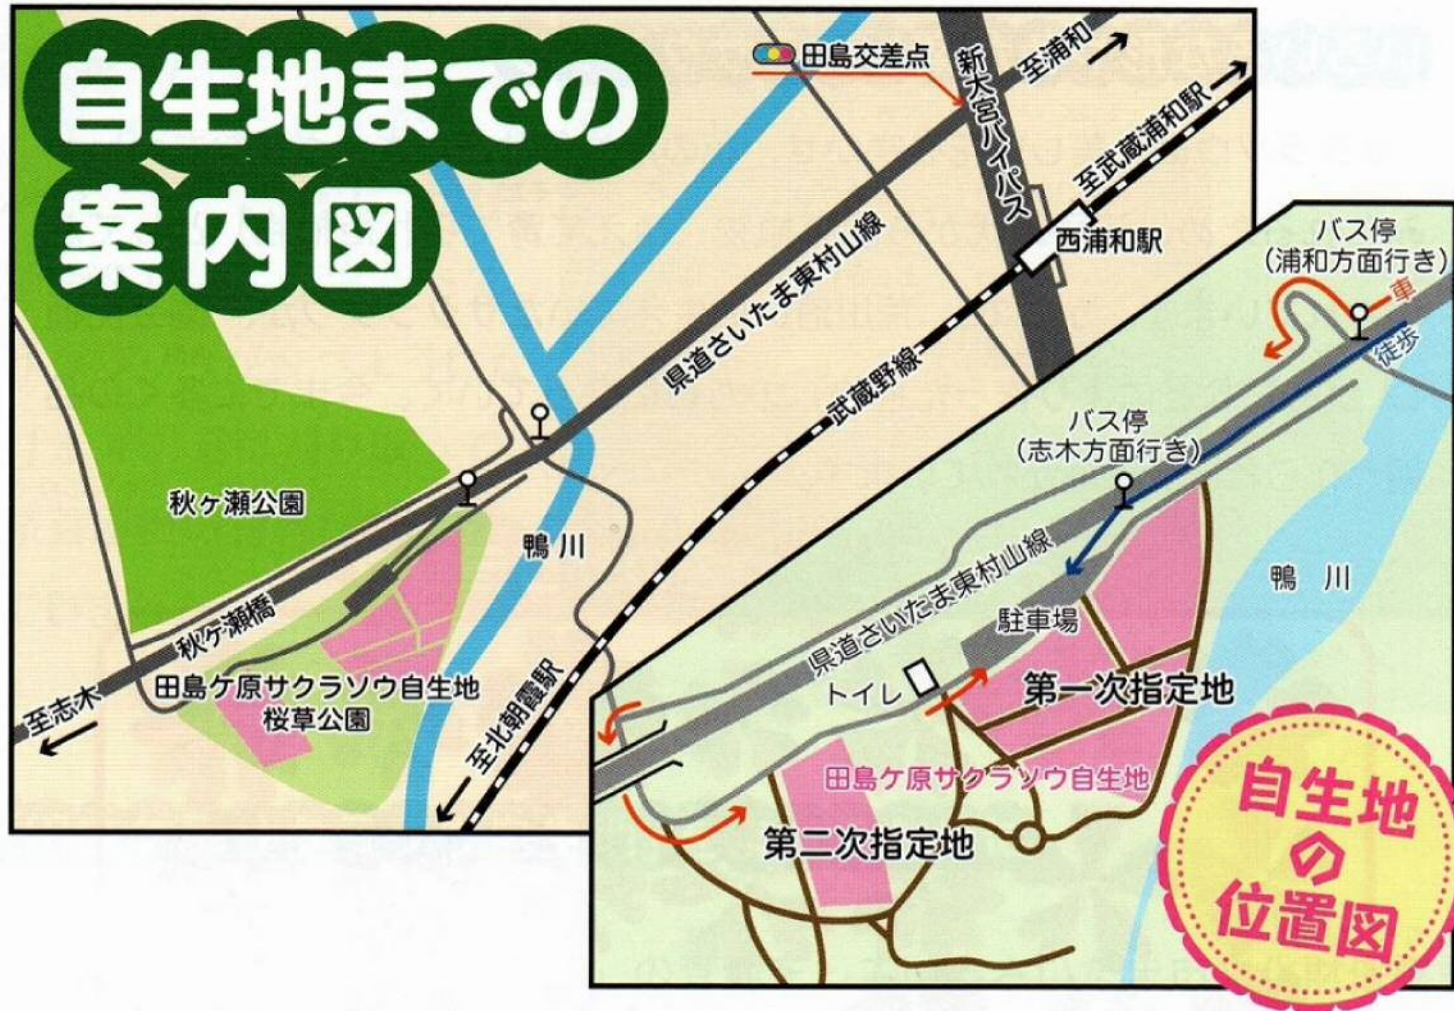 自生地までの
案内図
田島交差点
新大宮バイパス
至浦和
至武蔵浦和駅
西浦和駅
県道さいたま東村山線
武蔵野線
秋ヶ瀬公園
鴨川
秋ヶ瀬橋
田島ケ原サクラソウ自生地
桜草公園
至志木
至北朝霞駅
バス停
(浦和方面行き)
車
徒歩
バス停
(志木方面行き)
鴨川
県道さいたま東村山線
駐車場
トイレ
第一次指定地
田島ケ原サクラソウ自生地
第二次指定地
自生地
の
位置図